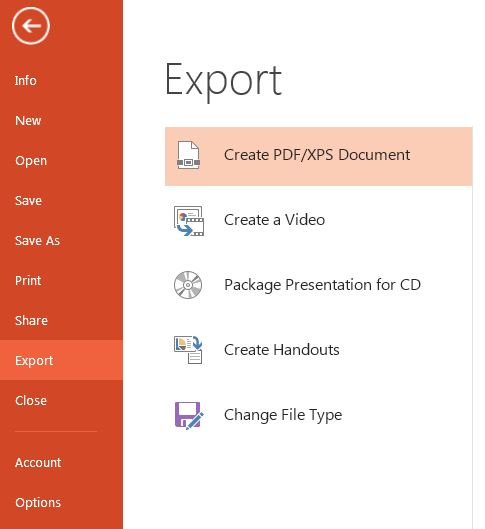 Info
New
Open
Save
Save As
Print
Share
Export
Close
Account
Options
Export
Create PDF/XPS Document
Create a Video
Package Presentation for CD
Create Handouts
Change File Type